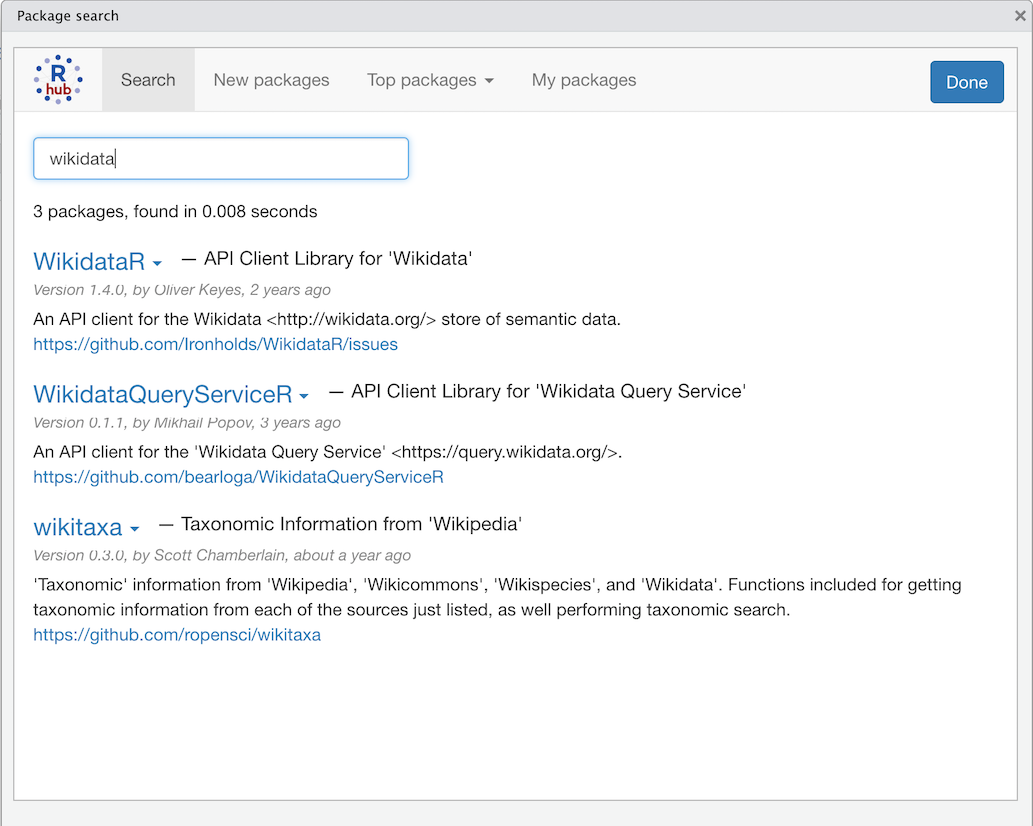 Package search
R
hub
Search
New packages
Top packages
My packages
Done
wikidata
3 packages, found in 0.008 seconds
WikidataR — API Client Library for 'Wikidata'
Version 1.4.0, by Oliver Keyes, 2 years ago
An API client for the Wikidata <http://wikidata.org/> store of semantic data.
https://github.com/Ironholds/WikidataR/issues
WikidataQueryServiceR — API Client Library for 'Wikidata Query Service'
Version 0.1.1, by Mikhail Popov, 3 years ago
An API client for the 'Wikidata Query Service' <https://query.wikidata.org/>.
https://github.com/bearloga/WikidataQueryServiceR
wikitaxa — Taxonomic Information from 'Wikipedia'
Version 0.3.0, by Scott Chamberlain, about a year ago
'Taxonomic' information from 'Wikipedia', 'Wikicommons', 'Wikispecies', and 'Wikidata'. Functions included for getting
taxonomic information from each of the sources just listed, as well performing taxonomic search.
https://github.com/ropensci/wikitaxa